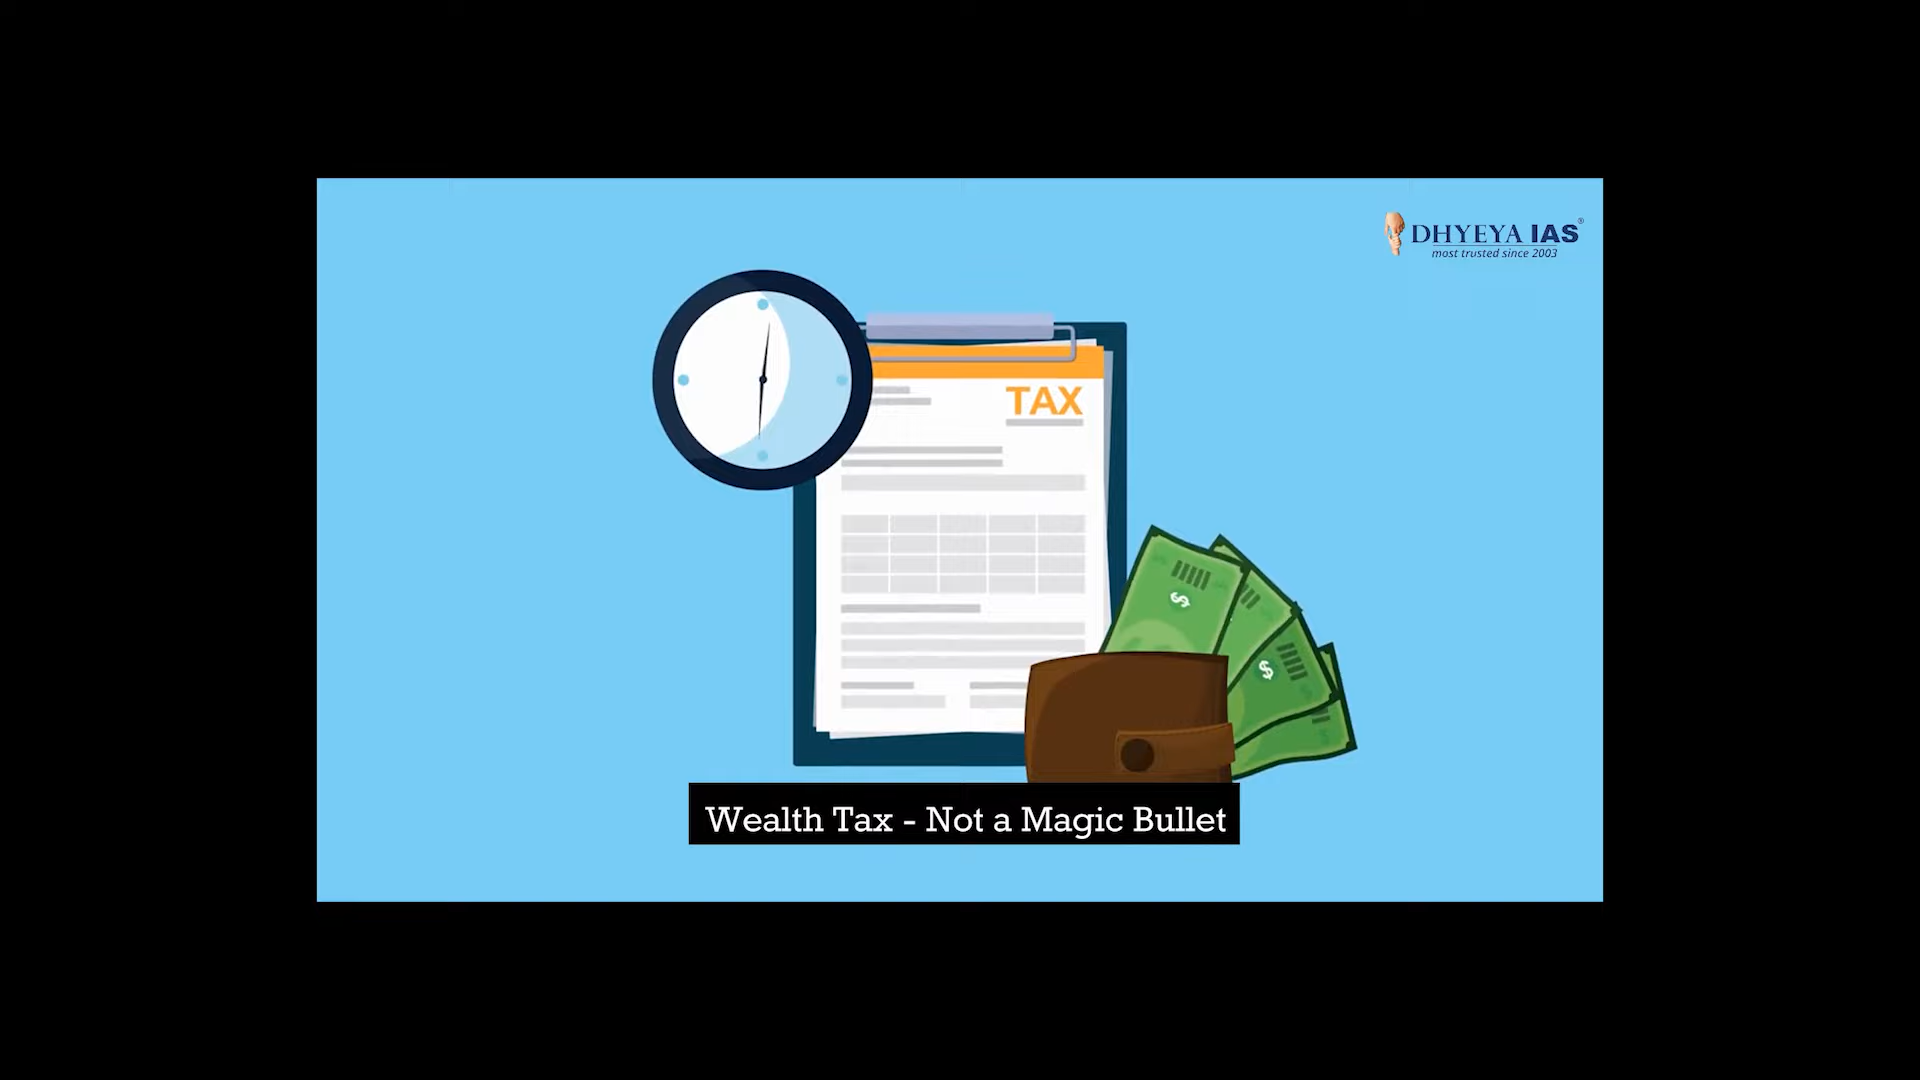 DHYEYA IAS®
most trusted since 2003
TAX
$
$
Wealth Tax - Not a Magic Bullet